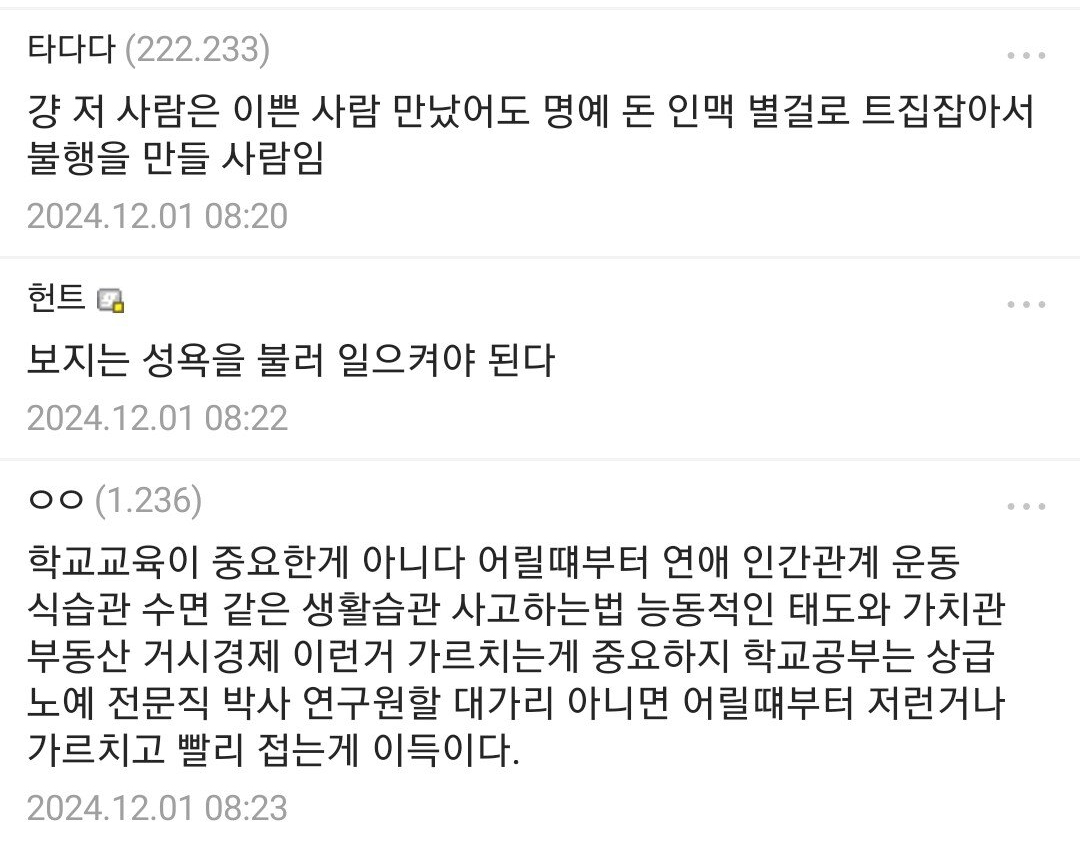 타다다 (222.233)
걍 저 사람은 이쁜 사람 만났어도 명예 돈 인맥 별걸로 트집잡아서
불행을 만들 사람임
2024.12.01 08:20
헌트
보지는 성욕을 불러 일으켜야 된다
2024.12.01 08:22
ㅇㅇ (1.236)
학교교육이 중요한게 아니다 어릴떄부터 연애 인간관계 운동
식습관 수면 같은 생활습관 사고하는법 능동적인 태도와 가치관
부동산 거시경제 이런거 가르치는게 중요하지 학교공부는 상급
노예 전문직 박사 연구원할 대가리 아니면 어릴떄부터 저런거나
가르치고 빨리 접는게 이득이다.
2024.12.01 08:23